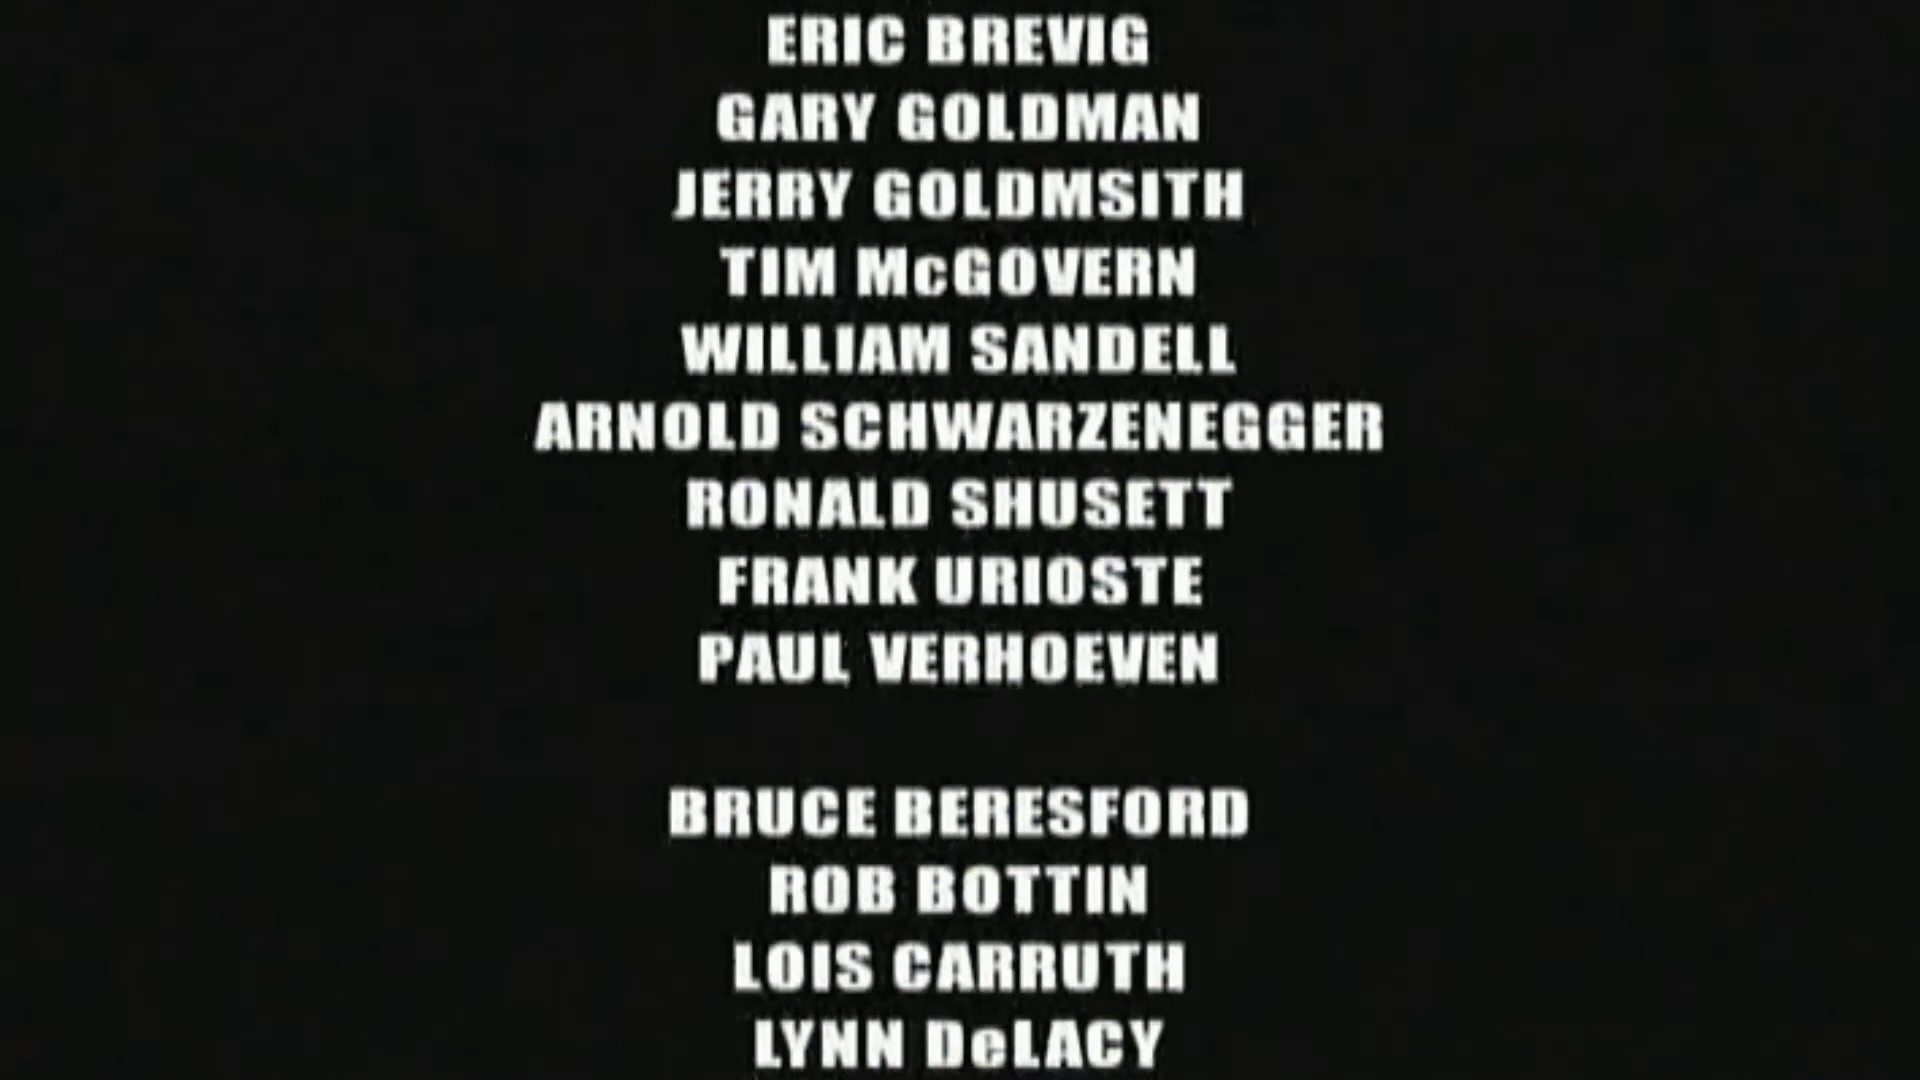 ERIC BREVIG
GARY GOLDMAN
JERRY GOLDMSITH
TIM McGOVERN
WILLIAM SANDELL
ARNOLD SCHWARZENEGGER
RONALD SHUSETT
FRANK URIOSTE
PAUL VERHOEVEN
BRUCE BERESFORD
ROB BOTTIN
LOIS CARRUTH
LYNN DeLACY